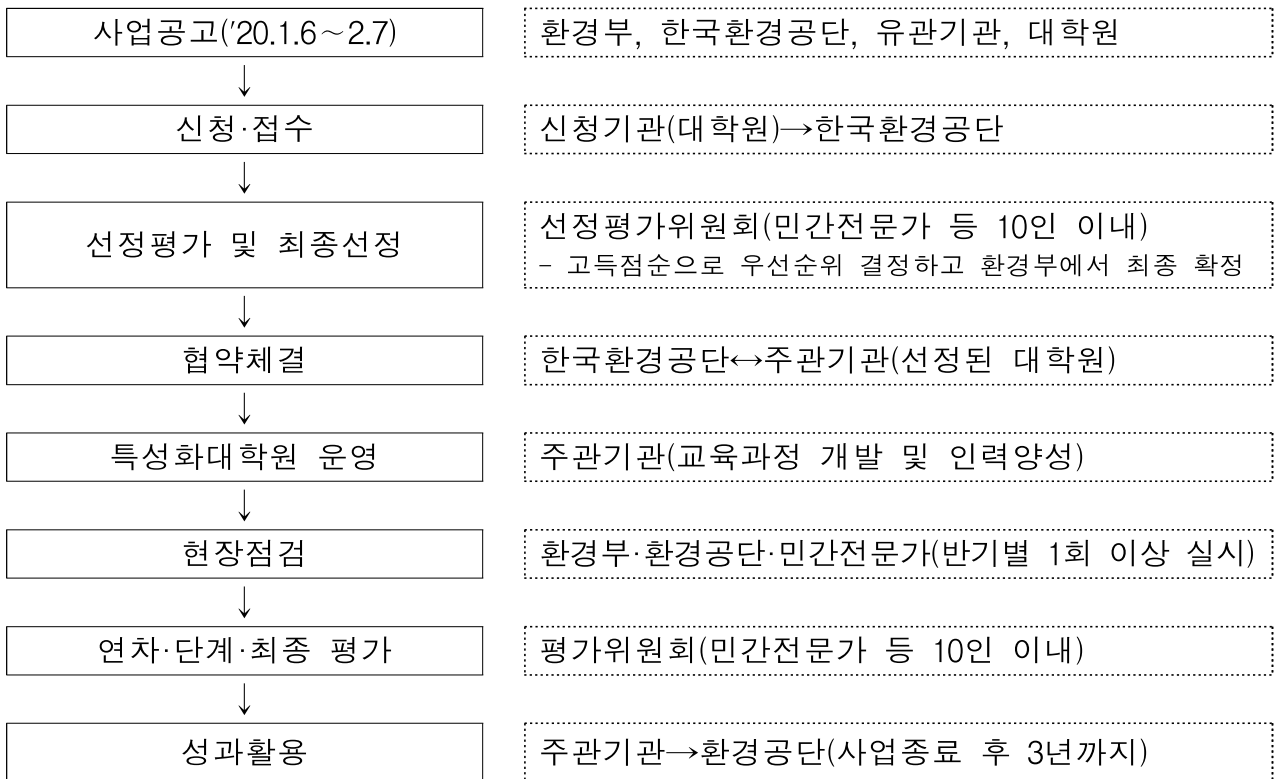 사업공고('20.1.6~2.7)
환경부, 한국환경공단, 유관기관, 대학원
↓
신청·접수
신청기관(대학원)→한국환경공단
↓
선정평가 및 최종선정
선정평가위원회(민간전문가 등 10인 이내)
- 고득점순으로 우선순위 결정하고 환경부에서 최종 확정
↓
협약체결
한국환경공단↔주관기관(선정된 대학원)
↓
특성화대학원 운영
주관기관(교육과정 개발 및 인력양성)
↓
현장점검
환경부·환경공단·민간전문가(반기별 1회 이상 실시)
↓
연차·단계·최종 평가
평가위원회(민간전문가 등 10인 이내)
↓
성과활용
주관기관→환경공단(사업종료 후 3년까지)